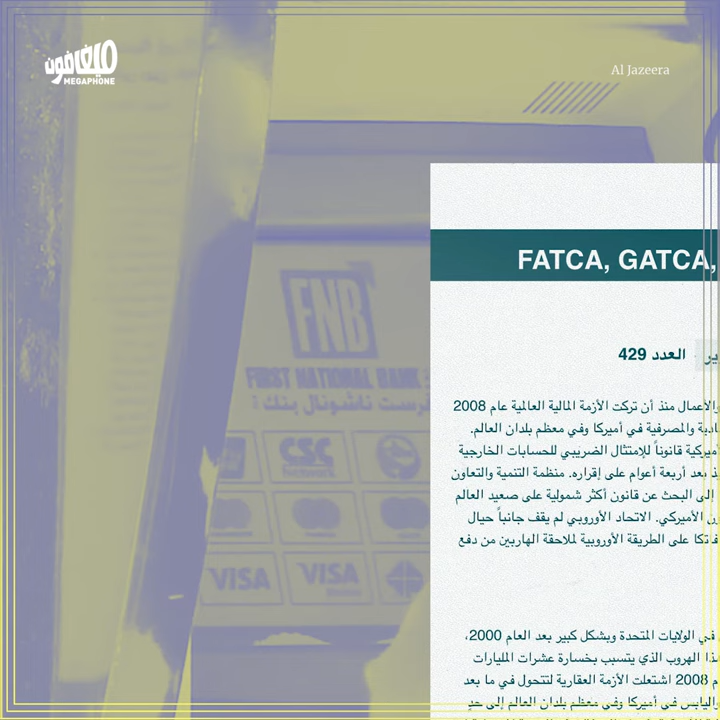 ميغافون
MEGAPHONE
Al Jazeera
FNB
FIRST NATIONAL BANK
فرست ناشونال بنك
CSC
VISA
VISA
FATCA, GATCA,
العدد 429
والأعمال منذ أن تركت الأزمة المالية العالمية عام 2008
والمصرفية في أميركا وفي معظم بلدان العالم.
قانوناً للإمتثال الضريبي للحسابات الخارجية
بعد أربعة أعوام على إقراره. منظمة التنمية والتعاون
إلى البحث عن قانون أكثر شمولية على صعيد العالم
الأميركي. الاتحاد الأوروبي لم يقف جانباً حيال
فاتكا على الطريقة الأوروبية لملاحقة الهاربين من دفع
في الولايات المتحدة وبشكل كبير بعد العام 2000،
هذا الهروب الذي يتسبب بخسارة عشرات المليارات
2008 اشتعلت الأزمة العقارية لتتحول في ما بعد
واليابس في أميركا وفي معظم بلدان العالم إلى حد